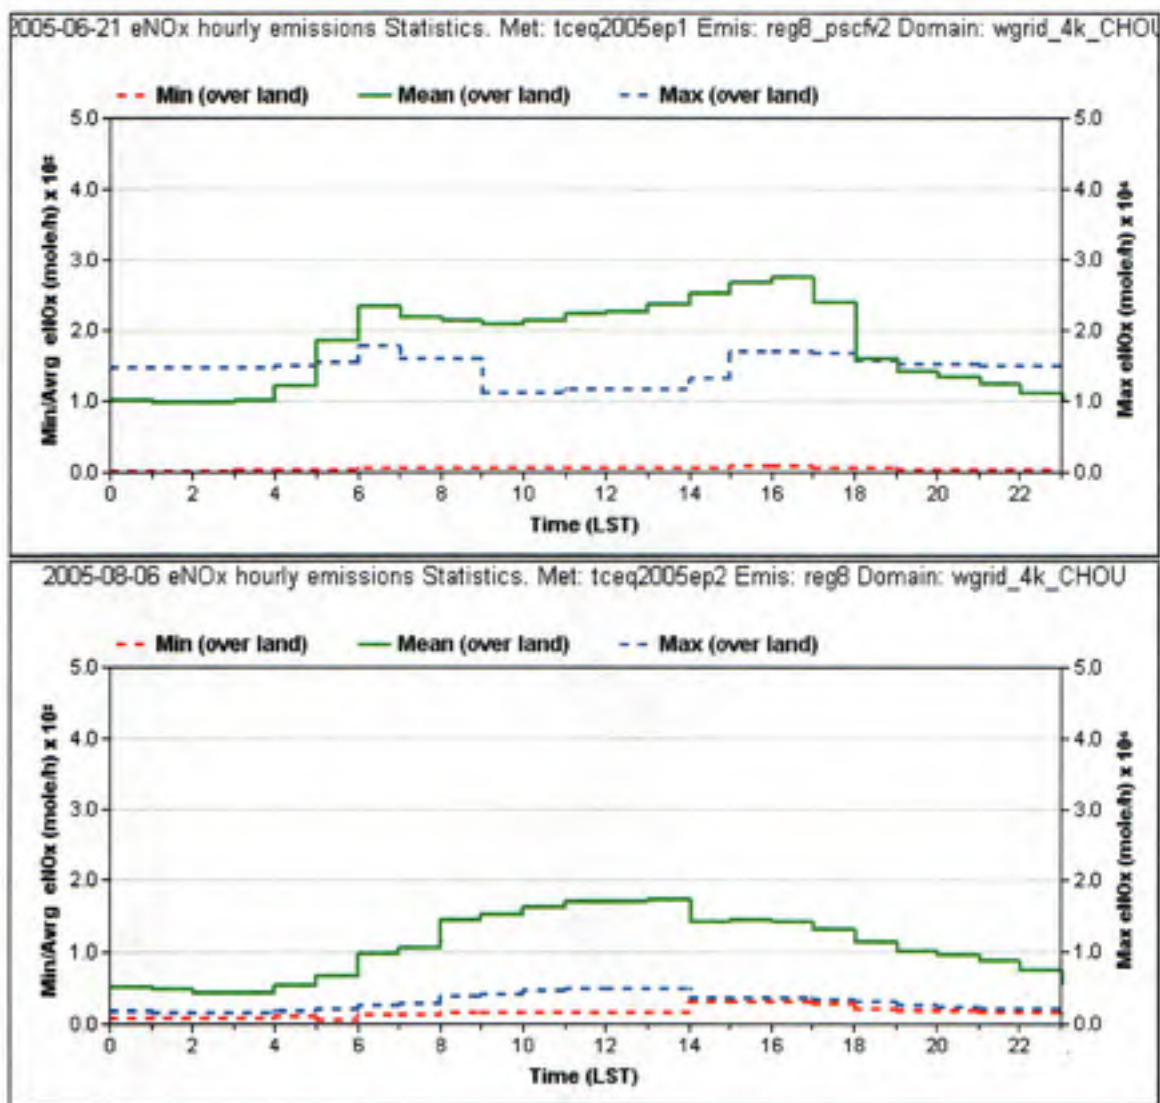 2005-06-21 eNOx hourly emissions Statistics. Met: tceq2005ep1 Emis: reg8_pscfv2 Domain: wgrid_4k_CHOU
Min (over land) Mean (over land) Max (over land)
5.0 5.0
4.0 4.0
3.0 3.0
2.0 2.0
1.0 1.0
0.0 0.0
Min/Avrg eNOx (mole/h) x 10
Max eNOx (mole/h) x 10
0 2 4 6 8 10 12 14 16 18 20 22
Time (LST)
2005-08-06 eNOx hourly emissions Statistics. Met: tceq2005ep2 Emis: reg8 Domain: wgrid_4k_CHOU
Min (over land) Mean (over land) Max (over land)
5.0 5.0
4.0 4.0
3.0 3.0
2.0 2.0
1.0 1.0
0.0 0.0
Min/Avrg eNOx (mole/h) x 10
Max eNOx (mole/h) x 10
0 2 4 6 8 10 12 14 16 18 20 22
Time (LST)